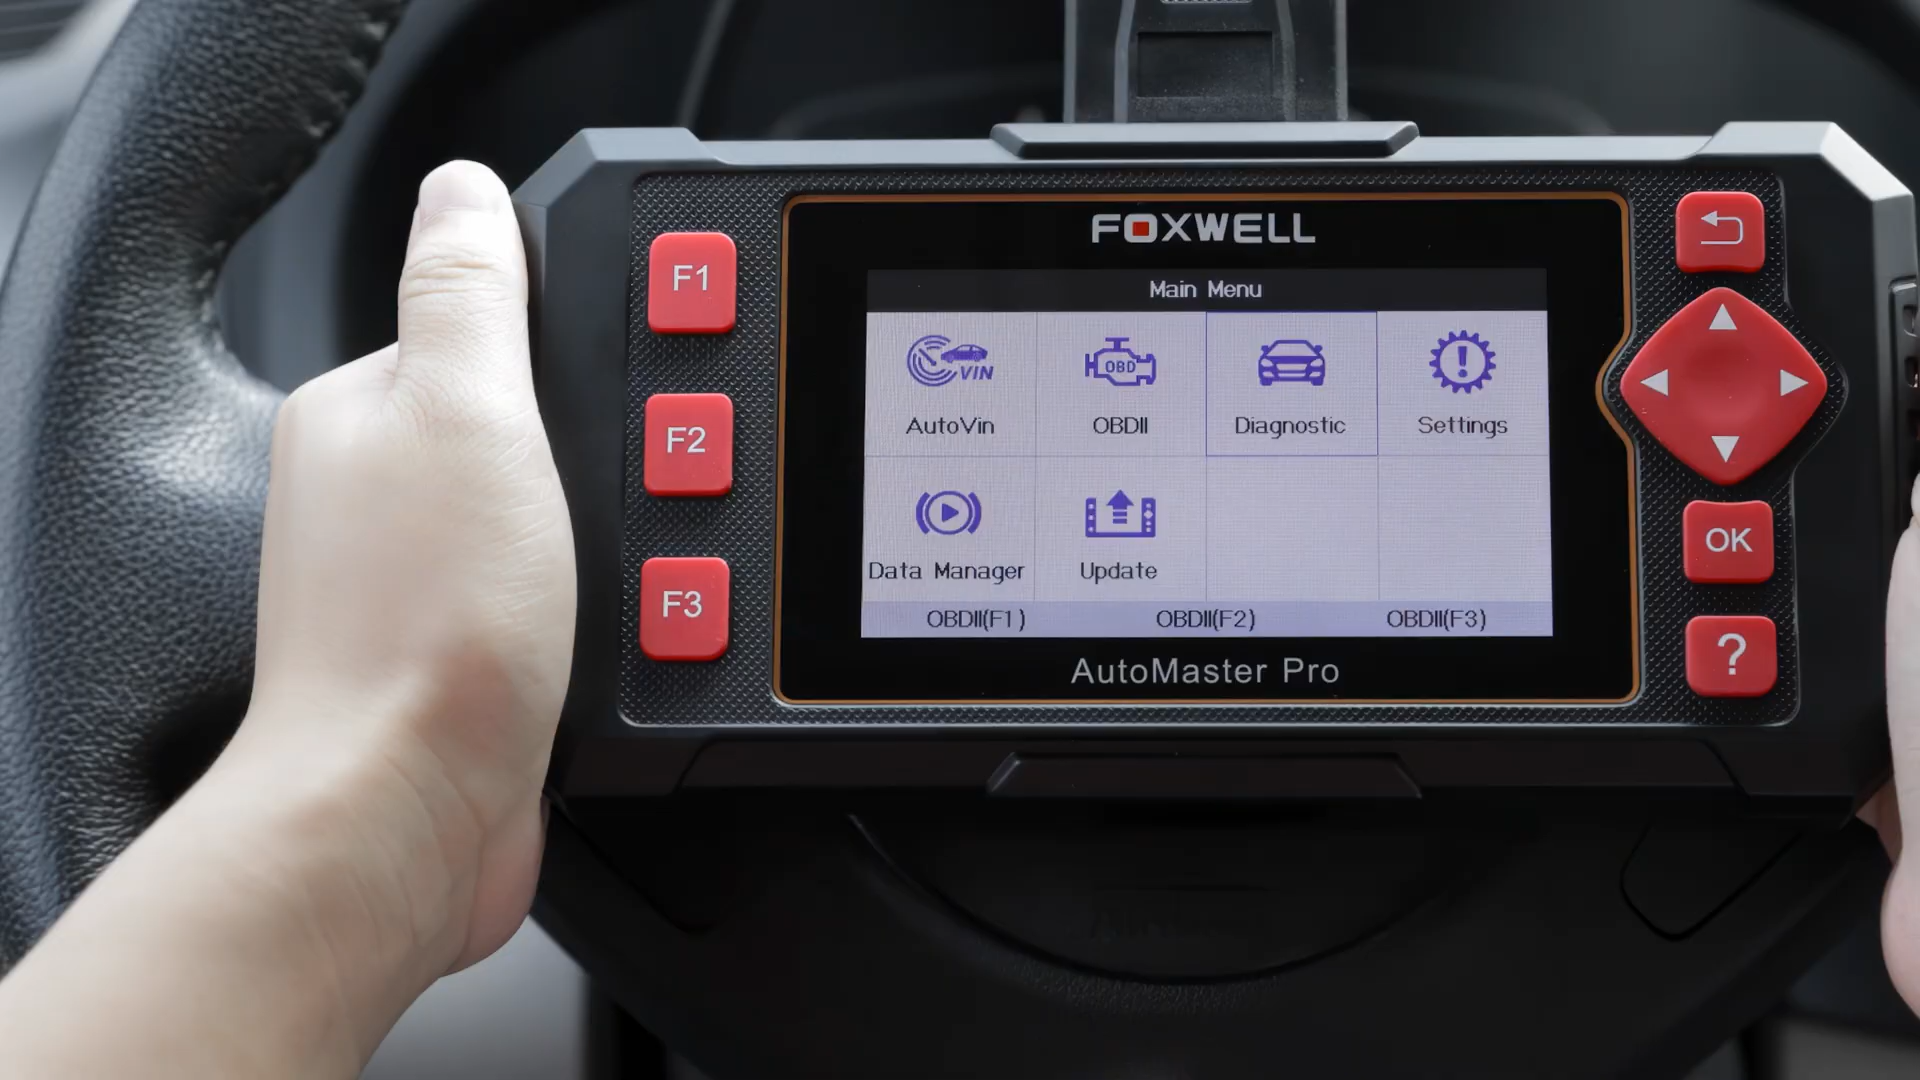 FOXWELL
Main Menu
F1
VIN
OBD
AutoVin
OBDII
Diagnostic
Settings
F2
Data Manager
Update
OK
F3
OBDII(F1)
OBDII(F2)
OBDII(F3)
?
AutoMaster Pro